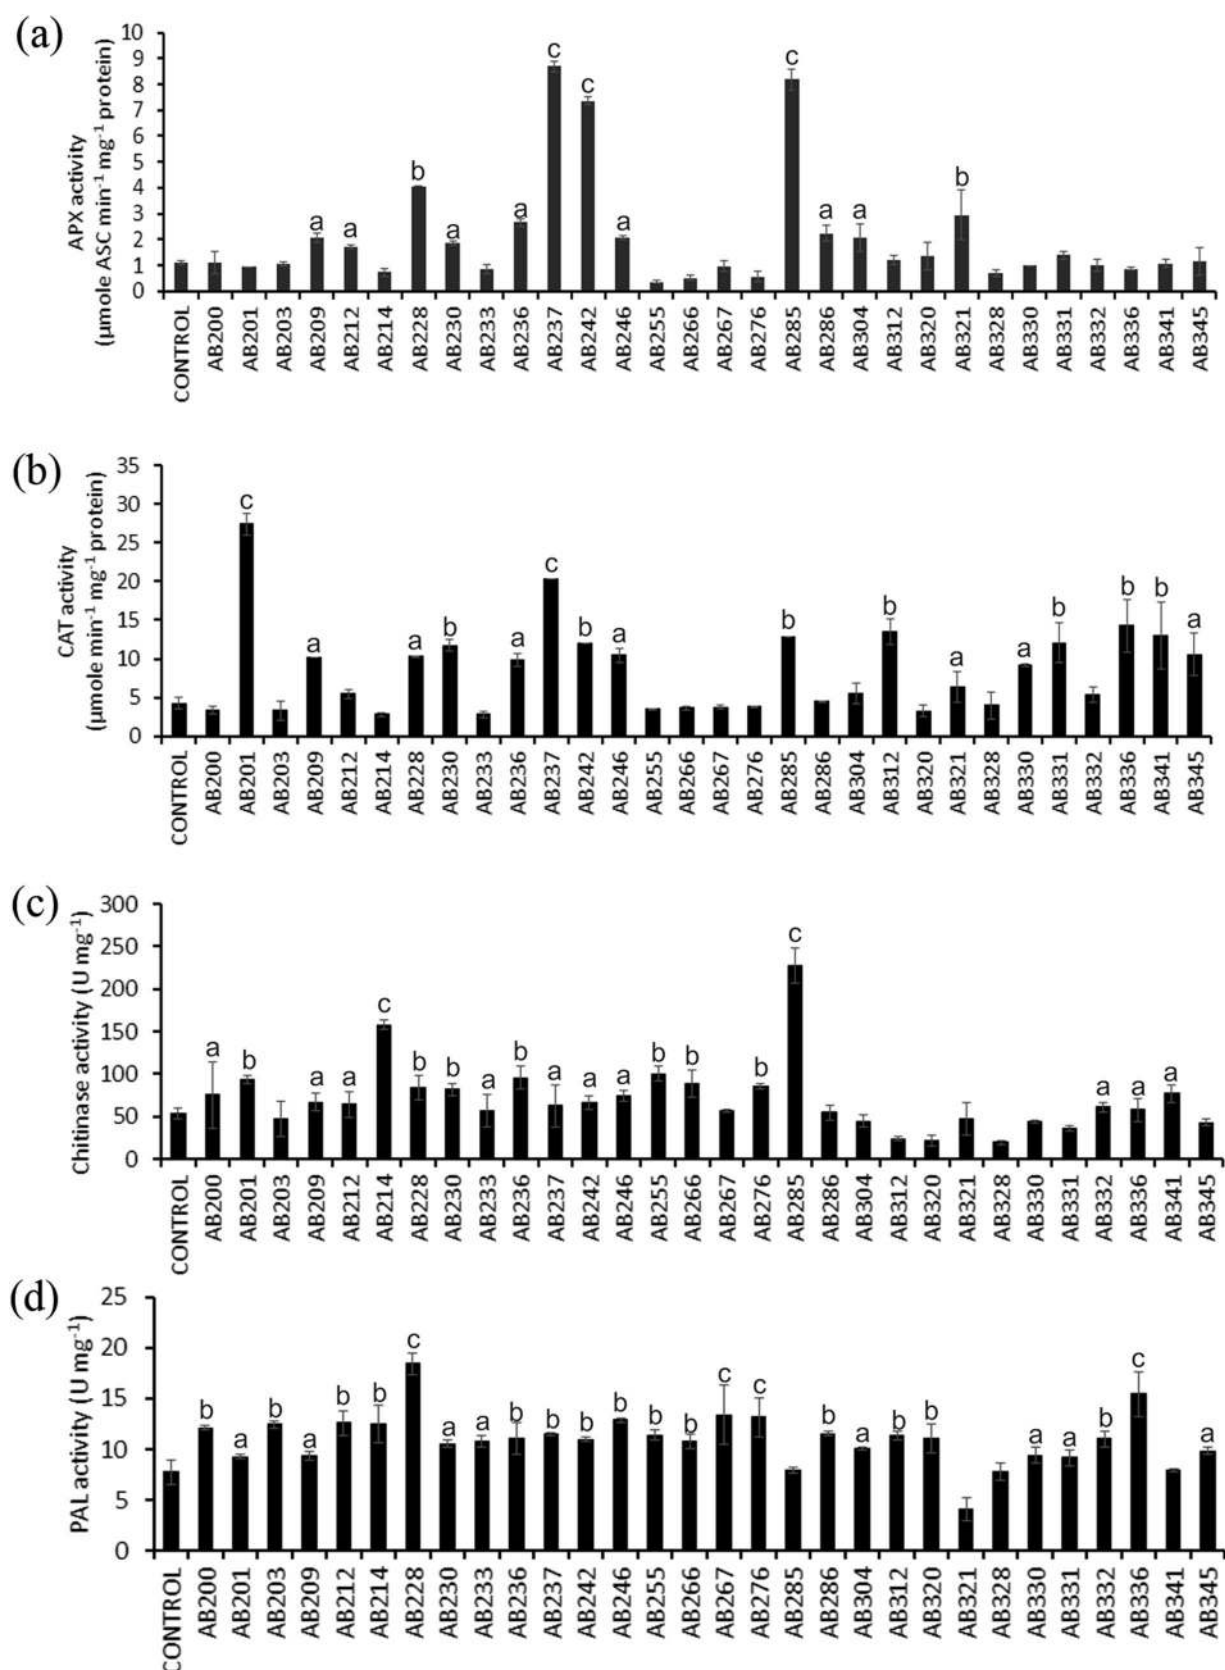 (a)
APX activity
(µmole ASC min⁻¹ mg⁻¹ protein)
10
9
8
7
6
5
4
3
2
1
0
a a b a a c c a c a a b
CONTROL AB200 AB201 AB203 AB209 AB212 AB214 AB228 AB230 AB233 AB236 AB237 AB242 AB246 AB255 AB266 AB267 AB276 AB285 AB286 AB304 AB312 AB320 AB321 AB328 AB330 AB331 AB332 AB336 AB341 AB345
(b)
CAT activity
(µmole min⁻¹ mg⁻¹ protein)
35
30
25
20
15
10
5
0
c a a b a c b a b b a a b b b a
CONTROL AB200 AB201 AB203 AB209 AB212 AB214 AB228 AB230 AB233 AB236 AB237 AB242 AB246 AB255 AB266 AB267 AB276 AB285 AB286 AB304 AB312 AB320 AB321 AB328 AB330 AB331 AB332 AB336 AB341 AB345
(c)
Chitinase activity (U mg⁻¹)
300
250
200
150
100
50
0
a b a a c b b a b a a a b b b c a a a
CONTROL AB200 AB201 AB203 AB209 AB212 AB214 AB228 AB230 AB233 AB236 AB237 AB242 AB246 AB255 AB266 AB267 AB276 AB285 AB286 AB304 AB312 AB320 AB321 AB328 AB330 AB331 AB332 AB336 AB341 AB345
(d)
PAL activity (U mg⁻¹)
25
20
15
10
5
0
b a b a b b c a a b b b b b b c c b a b b a a b c a
CONTROL AB200 AB201 AB203 AB209 AB212 AB214 AB228 AB230 AB233 AB236 AB237 AB242 AB246 AB255 AB266 AB267 AB276 AB285 AB286 AB304 AB312 AB320 AB321 AB328 AB330 AB331 AB332 AB336 AB341 AB345